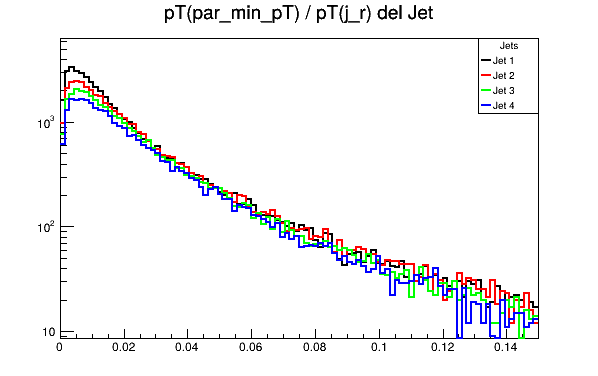 pT(par_min_pT) / pT(j_r) del Jet
Jets
Jet 1
Jet 2
Jet 3
Jet 4
10³
10²
10
0 0.02 0.04 0.06 0.08 0.1 0.12 0.14